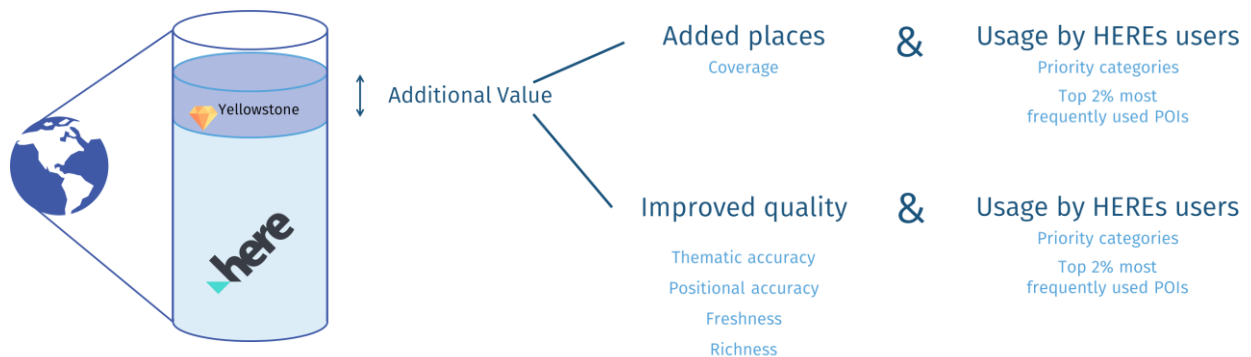 Yellowstone
here
Additional Value
Added places
Coverage
&
Usage by HEREs users
Priority categories
Top 2% most
frequently used POIs
Improved quality
Thematic accuracy
Positional accuracy
Freshness
Richness
&
Usage by HEREs users
Priority categories
Top 2% most
frequently used POIs